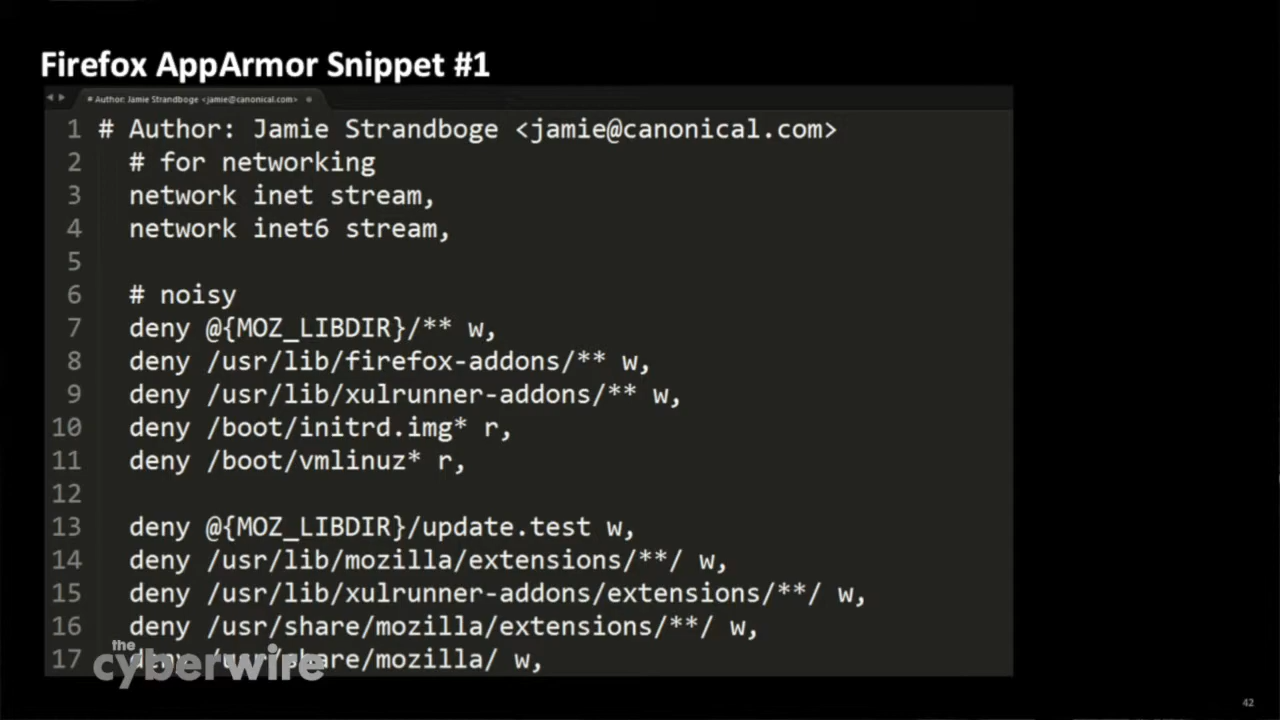 Firefox AppArmor Snippet #1
# Author: Jamie Strandboge <jamie@canonical.com>
1 # Author: Jamie Strandboge <jamie@canonical.com>
2 # for networking
3 network inet stream,
4 network inet6 stream,
5
6 # noisy
7 deny @{MOZ_LIBDIR}/** w,
8 deny /usr/lib/firefox-addons/** w,
9 deny /usr/lib/xulrunner-addons/** w,
10 deny /boot/initrd.img* r,
11 deny /boot/vmlinuz* r,
12
13 deny @{MOZ_LIBDIR}/update.test w,
14 deny /usr/lib/mozilla/extensions/**/ w,
15 deny /usr/lib/xulrunner-addons/extensions/**/ w,
16 deny /usr/share/mozilla/extensions/**/ w,
17 deny /usr/share/mozilla/ w,
the
cyberwire
42